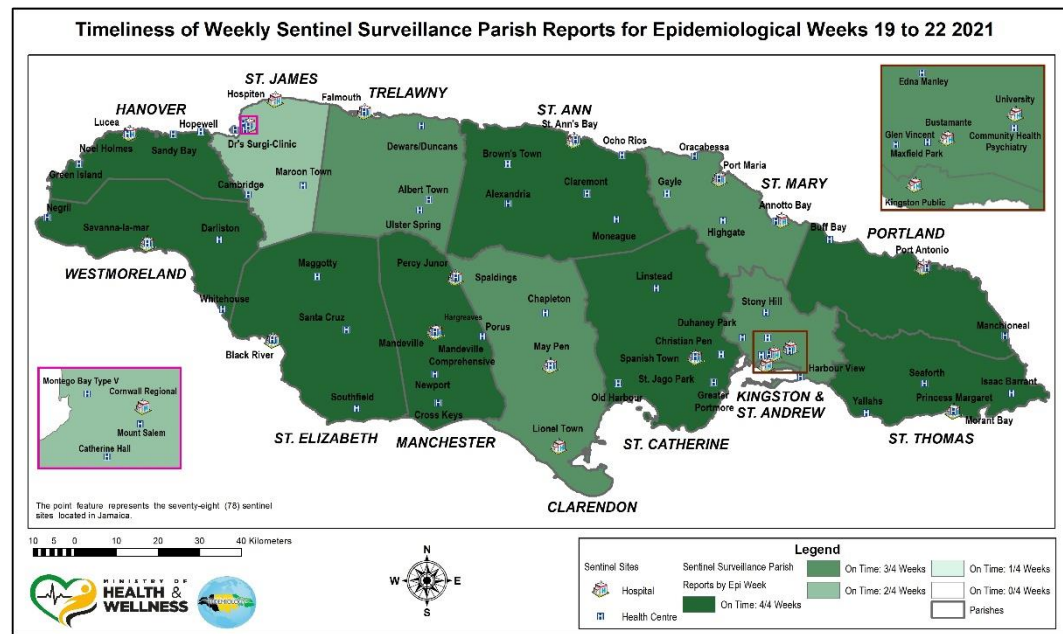 Timeliness of Weekly Sentinel Surveillance Parish Reports for Epidemiological Weeks 19 to 22 2021
ST. JAMES
Hospiten
TRELAWNY
Falmouth
HANOVER
Lucea
Hopewell
Noel Holmes
Sandy Bay
Green Island
Dr's Surgi-Clinic
Maroon Town
Cambridge
Dewars/Duncans
Albert Town
Ulster Spring
ST. ANN
St. Ann's Bay
Ocho Rios
Brown's Town
Alexandria
Claremont
Moneague
Oracabessa
Port Maria
Gayle
ST. MARY
Annotto Bay
Highgate
Buff Bay
PORTLAND
Port Antonio
Manchioneal
Edna Manley
University
Bustamante
Glen Vincent
Community Health
Psychiatry
Maxfield Park
Kingston Public
Negril
Savanna-la-mar
Darliston
WESTMORELAND
Whitehouse
Maggotty
Santa Cruz
Black River
Southfield
ST. ELIZABETH
Percy Junor
Spaldings
Hargreaves
Mandeville
Mandeville
Comprehensive
Porus
Newport
Cross Keys
MANCHESTER
Chapleton
May Pen
Lionel Town
CLARENDON
Linstead
Christian Pen
Spanish Town
St. Jago Park
Old Harbour
Greater
Portmore
ST. CATHERINE
Stony Hill
Duhaney Park
Harbour View
KINGSTON &
ST. ANDREW
Seaforth
Isaac Barrant
Princess Margaret
Yallahs
Morant Bay
ST. THOMAS
Montego Bay Type V
Cornwall Regional
Mount Salem
Catherine Hall
The point feature represents the seventy-eight (78) sentinel
sites located in Jamaica.
10 5 0 10 20 30 40 Kilometers
MINISTRY OF
HEALTH &
WELLNESS
EPIDEMIOLOGY
N
W E
S
Legend
Sentinel Sites
Hospital
Health Centre
Sentinel Surveillance Parish
Reports by Epi Week
On Time: 4/4 Weeks
On Time: 3/4 Weeks
On Time: 2/4 Weeks
On Time: 1/4 Weeks
On Time: 0/4 Weeks
Parishes